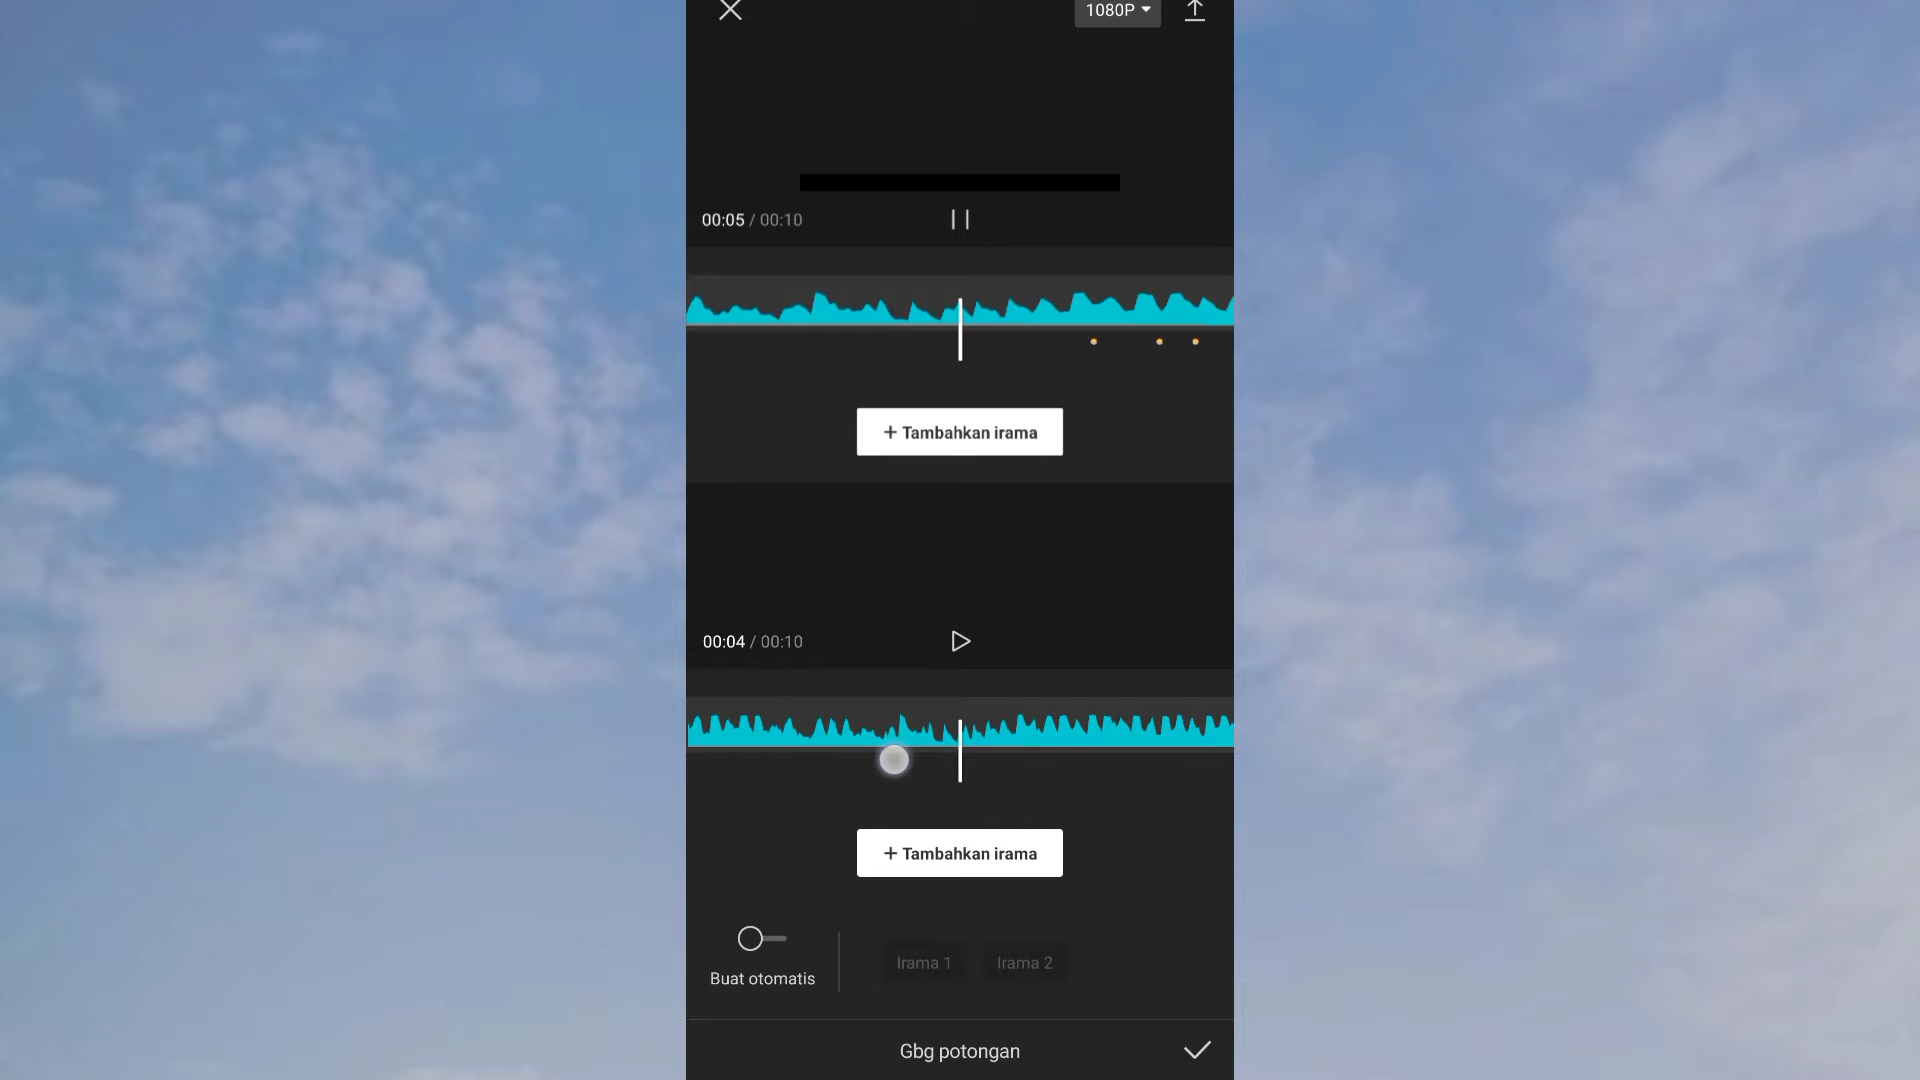 1080P
00:05 / 00:10
+ Tambahkan irama
00:04 / 00:10
+ Tambahkan irama
Buat otomatis
Irama 1
Irama 2
Gbg potongan